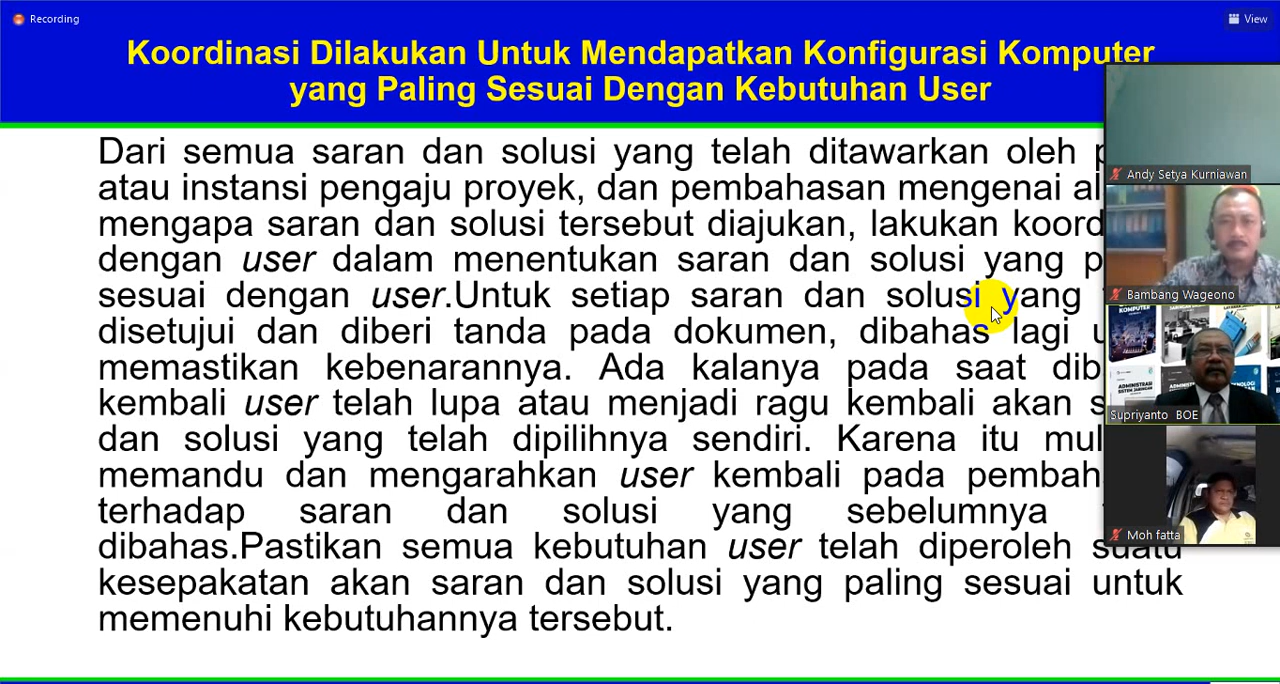 Recording
View
Koordinasi Dilakukan Untuk Mendapatkan Konfigurasi Komputer
yang Paling Sesuai Dengan Kebutuhan User
Dari semua saran dan solusi yang telah ditawarkan oleh
atau instansi pengaju proyek, dan pembahasan mengenai
mengapa saran dan solusi tersebut diajukan, lakukan
dengan user dalam menentukan saran dan solusi yang
sesuai dengan user.Untuk setiap saran dan solusi yang
disetujui dan diberi tanda pada dokumen, dibahas lagi
memastikan kebenarannya. Ada kalanya pada saat
kembali user telah lupa atau menjadi ragu kembali akan
dan solusi yang telah dipilihnya sendiri. Karena itu
memandu dan mengarahkan user kembali pada
terhadap saran dan solusi yang sebelumnya
dibahas.Pastikan semua kebutuhan user telah diperoleh suatu
kesepakatan akan saran dan solusi yang paling sesuai untuk
memenuhi kebutuhannya tersebut.
Andy Setya Kurniawan
Bambang Wageono
KOMPUTER
ADMINISTRASI
SISTEM JARINGAN
Supriyanto BOE
Moh fatta